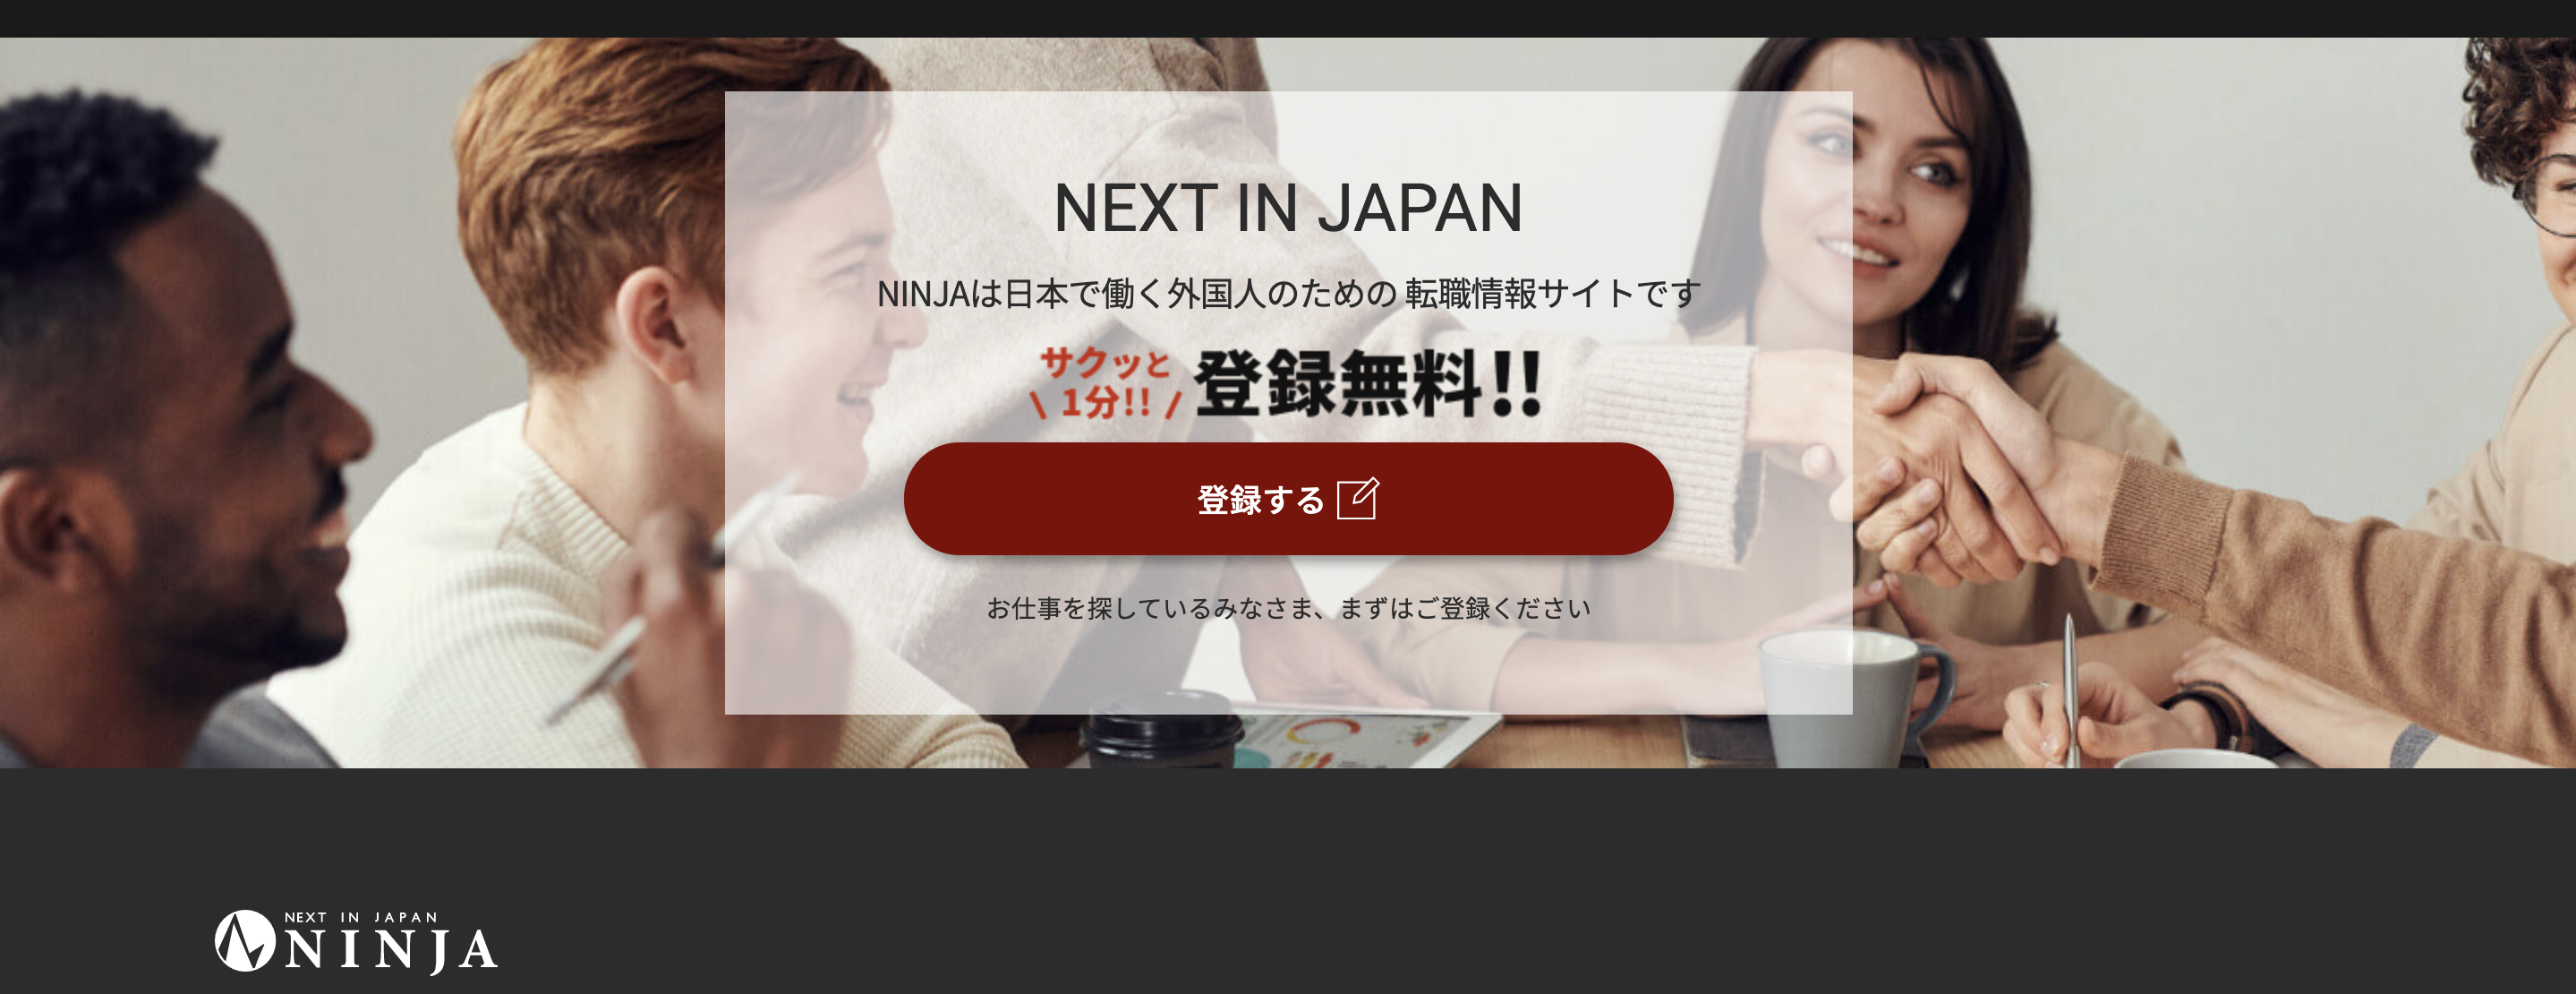 NEXT IN JAPAN
NINJAは日本で働く外国人のための 転職情報サイトです
サクッと
\ 1分!! / 登録無料!!
登録する
お仕事を探しているみなさま、まずはご登録ください
NEXT IN JAPAN
NINJA